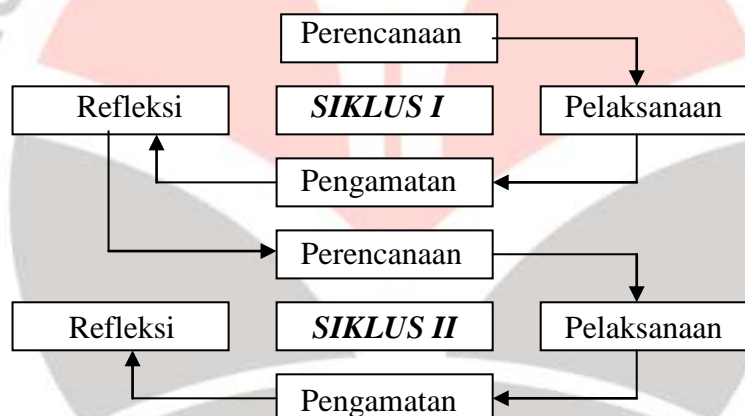 Perencanaan
Refleksi
SIKLUS I
Pelaksanaan
Pengamatan
Perencanaan
Refleksi
SIKLUS II
Pelaksanaan
Pengamatan